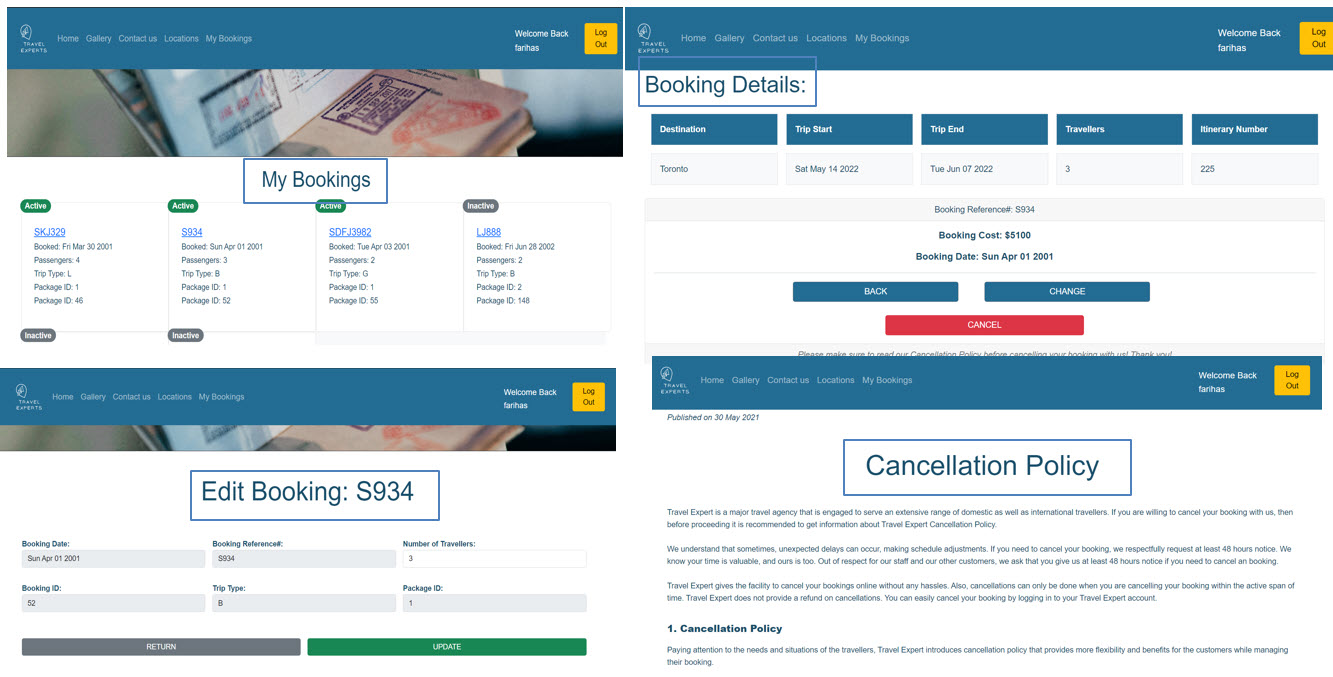 TRAVEL
EXPERTS
Home Gallery Contact us Locations My Bookings
Welcome Back
farihas
Log
Out
My Bookings
Active
SKJ329
Booked: Fri Mar 30 2001
Passengers: 4
Trip Type: L
Package ID: 1
Package ID: 46
Active
S934
Booked: Sun Apr 01 2001
Passengers: 3
Trip Type: B
Package ID: 1
Package ID: 52
Active
SDFJ3982
Booked: Tue Apr 03 2001
Passengers: 2
Trip Type: G
Package ID: 1
Package ID: 55
Inactive
LJ888
Booked: Fri Jun 28 2002
Passengers: 2
Trip Type: B
Package ID: 2
Package ID: 148
Inactive
Inactive
TRAVEL
EXPERTS
Home Gallery Contact us Locations My Bookings
Welcome Back
farihas
Log
Out
Booking Details:
Destination Trip Start Trip End Travellers Itinerary Number
Toronto Sat May 14 2022 Tue Jun 07 2022 3 225
Booking Reference#: S934
Booking Cost: $5100
Booking Date: Sun Apr 01 2001
BACK CHANGE
CANCEL
Please make sure to read our Cancellation Policy before cancelling your booking with us! Thank you!
TRAVEL
EXPERTS
Home Gallery Contact us Locations My Bookings
Welcome Back
farihas
Log
Out
Edit Booking: S934
Booking Date: Booking Reference#: Number of Travellers:
Sun Apr 01 2001 S934 3
Booking ID: Trip Type: Package ID:
52 B 1
RETURN UPDATE
TRAVEL
EXPERTS
Home Gallery Contact us Locations My Bookings
Welcome Back
farihas
Log
Out
Published on 30 May 2021
Cancellation Policy
Travel Expert is a major travel agency that is engaged to serve an extensive range of domestic as well as international travellers. If you are willing to cancel your booking with us, then
before proceeding it is recommended to get information about Travel Expert Cancellation Policy.
We understand that sometimes, unexpected delays can occur, making schedule adjustments. If you need to cancel your booking, we respectfully request at least 48 hours notice. We
know your time is valuable, and ours is too. Out of respect for our staff and our other customers, we ask that you give us at least 48 hours notice if you need to cancel an booking.
Travel Expert gives the facility to cancel your bookings online without any hassles. Also, cancellations can only be done when you are cancelling your booking within the active span of
time. Travel Expert does not provide a refund on cancellations. You can easily cancel your booking by logging in to your Travel Expert account.
1. Cancellation Policy
Paying attention to the needs and situations of the travellers, Travel Expert introduces cancellation policy that provides more flexibility and benefits for the customers while managing
their booking.